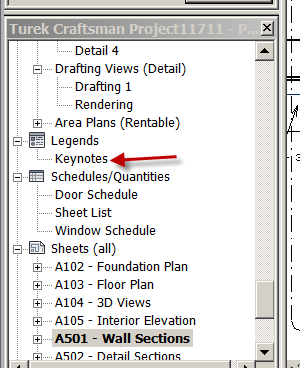 Turek Craftsman Project11711 - P...
Detail 4
Drafting Views (Detail)
Drafting 1
Rendering
Area Plans (Rentable)
Legends
Keynotes
Schedules/Quantities
Door Schedule
Sheet List
Window Schedule
Sheets (all)
A102 - Foundation Plan
A103 - Floor Plan
A104 - 3D Views
A105 - Interior Elevation
A501 - Wall Sections
A502 - Detail Sections